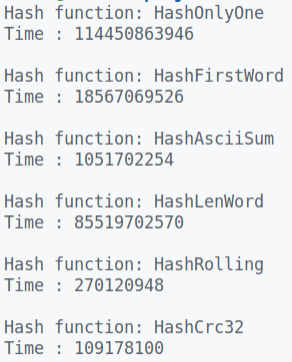 Hash function: HashOnlyOne
Time : 114450863946
Hash function: HashFirstWord
Time : 18567069526
Hash function: HashAsciiSum
Time : 1051702254
Hash function: HashLenWord
Time : 85519702570
Hash function: HashRolling
Time : 270120948
Hash function: HashCrc32
Time : 109178100